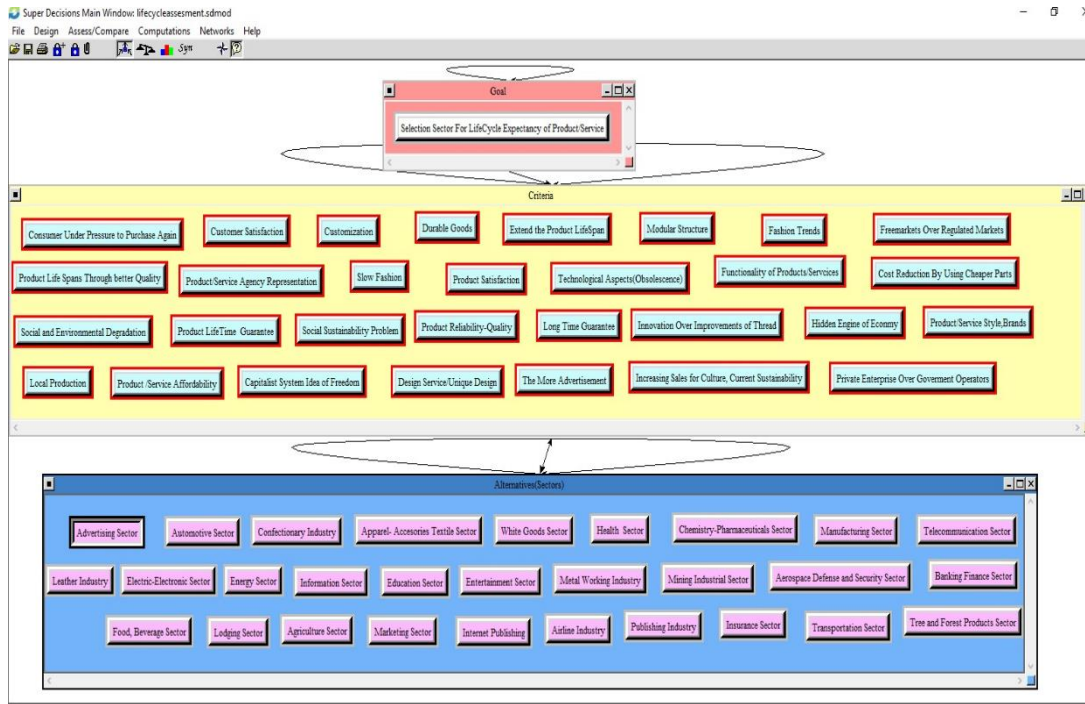 Super Decisions Main Window: lifecycleassesment.sdmod
File Design Assess/Compare Computations Networks Help
Syn
Goal
Selection Sector For LifeCycle Expectancy of Product/Service
Criteria
Consumer Under Pressure to Purchase Again
Customer Satisfaction
Customization
Durable Goods
Extend the Product LifeSpan
Modular Structure
Fashion Trends
Freemarkets Over Regulated Markets
Product Life Spans Through better Quality
Product/Service Agency Representation
Slow Fashion
Product Satisfaction
Technological Aspects(Obsolescence)
Functionality of Products/Servcices
Cost Reduction By Using Cheaper Parts
Social and Environmental Degradation
Product LifeTime Guarantee
Social Sustainability Problem
Product Reliability-Quality
Long Time Guarantee
Innovation Over Improvements of Thread
Hidden Engine of Econmy
Product/Service Style,Brands
Local Production
Product /Service Affordability
Capitalist System Idea of Freedom
Design Service/Unique Design
The More Advertisement
Increasing Sales for Culture, Current Sustainability
Private Enterprise Over Goverment Operators
Alternatives(Sectors)
Advertising Sector
Automotive Sector
Confectionary Industry
Apparel- Accesories Textile Sector
White Goods Sector
Health Sector
Chemistry-Pharmaceuticals Sector
Manufacturing Sector
Telecommunication Sector
Leather Industry
Electric-Electronic Sector
Energy Sector
Information Sector
Education Sector
Entertainment Sector
Metal Working Industry
Mining Industrial Sector
Aerospace Defense and Security Sector
Banking Finance Sector
Food, Beverage Sector
Lodging Sector
Agriculture Sector
Marketing Sector
Internet Publishing
Airline Industry
Publishing Industry
Insurance Sector
Transportation Sector
Tree and Forest Products Sector